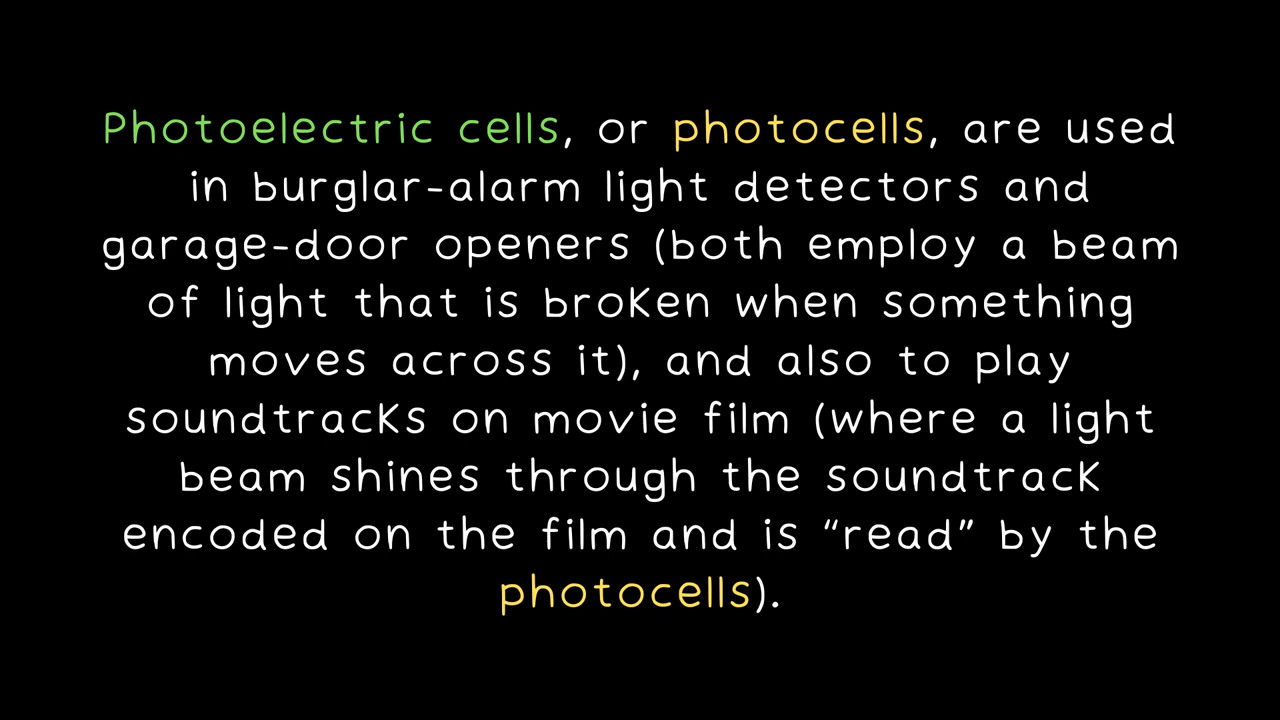 Photoelectric cells, or photocells, are used
in burglar-alarm light detectors and
garage-door openers (both employ a beam
of light that is broken when something
moves across it), and also to play
soundtracks on movie film (where a light
beam shines through the soundtrack
encoded on the film and is “read” by the
photocells).